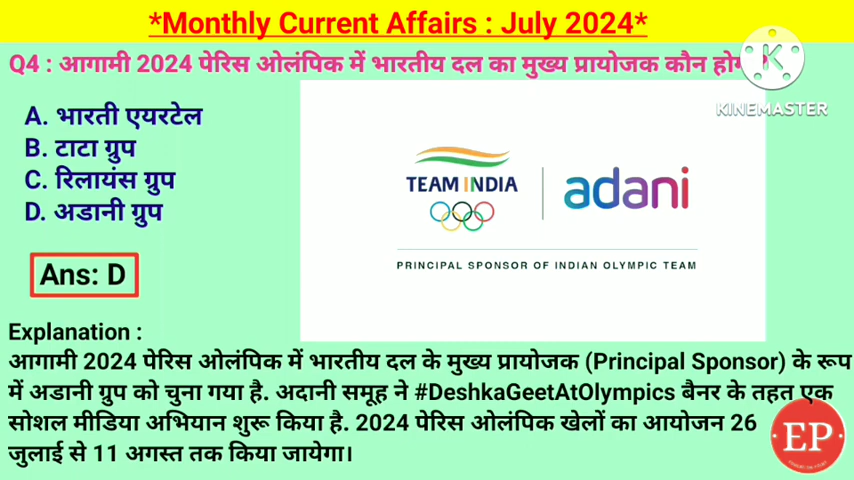 *Monthly Current Affairs : July 2024*
Q4 : आगामी 2024 पेरिस ओलंपिक में भारतीय दल का मुख्य प्रायोजक कौन
KINEMASTER
A. भारती एयरटेल
B. टाटा ग्रुप
C. रिलायंस ग्रुप
D. अडानी ग्रुप
TEAM INDIA
adani
PRINCIPAL SPONSOR OF INDIAN OLYMPIC TEAM
Ans: D
Explanation :
आगामी 2024 पेरिस ओलंपिक में भारतीय दल के मुख्य प्रायोजक (Principal Sponsor) के रूप
में अडानी ग्रुप को चुना गया है. अदानी समूह ने #DeshkaGeetAtOlympics बैनर के तहत एक
सोशल मीडिया अभियान शुरू किया है. 2024 पेरिस ओलंपिक खेलों का आयोजन 26
जुलाई से 11 अगस्त तक किया जायेगा।
EP